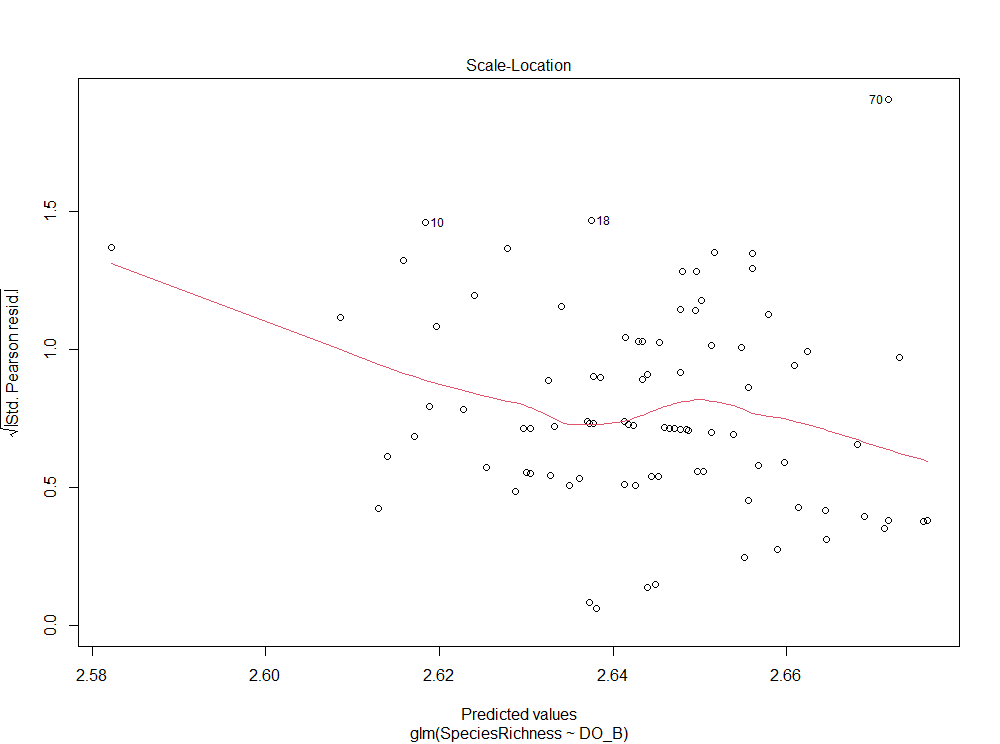 Scale-Location
70
10
18
√|Std. Pearson resid.|
1.5
1.0
0.5
0.0
2.58 2.60 2.62 2.64 2.66
Predicted values
glm(SpeciesRichness ~ DO_B)